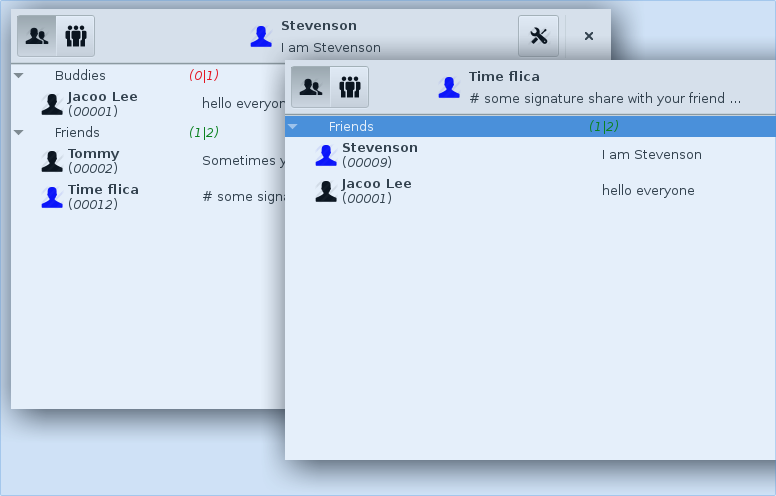 Stevenson
I am Stevenson
Buddies (0|1)
Jacoo Lee
(00001) hello everyon
Friends (1|2)
Tommy
(00002) Sometimes y
Time flica
(00012) # some signa
Time flica
# some signature share with your friend ...
Friends (1|2)
Stevenson
(00009) I am Stevenson
Jacoo Lee
(00001) hello everyone